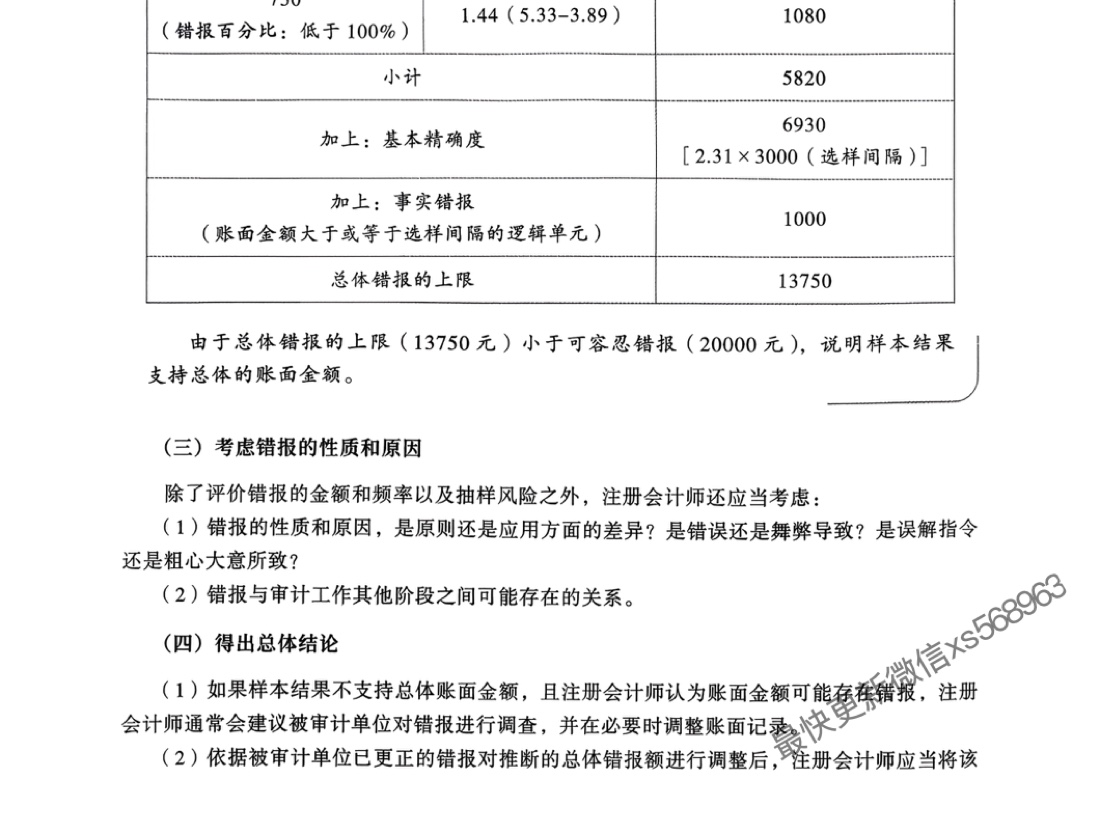 750
(错报百分比：低于 100%)
1.44（5.33–3.89）
1080
小计
5820
加上：基本精确度
6930
[ 2.31 × 3000（选样间隔）]
加上：事实错报
（账面金额大于或等于选样间隔的逻辑单元）
1000
总体错报的上限
13750
由于总体错报的上限（13750 元）小于可容忍错报（20000 元），说明样本结果
支持总体的账面金额。
（三）考虑错报的性质和原因
除了评价错报的金额和频率以及抽样风险之外，注册会计师还应当考虑：
（1）错报的性质和原因，是原则还是应用方面的差异？是错误还是舞弊导致？是误解指令
还是粗心大意所致？
（2）错报与审计工作其他阶段之间可能存在的关系。
（四）得出总体结论
（1）如果样本结果不支持总体账面金额，且注册会计师认为账面金额可能存在错报，注册
会计师通常会建议被审计单位对错报进行调查，并在必要时调整账面记录。
（2）依据被审计单位已更正的错报对推断的总体错报额进行调整后，注册会计师应当将该
最快更新微信xs568963